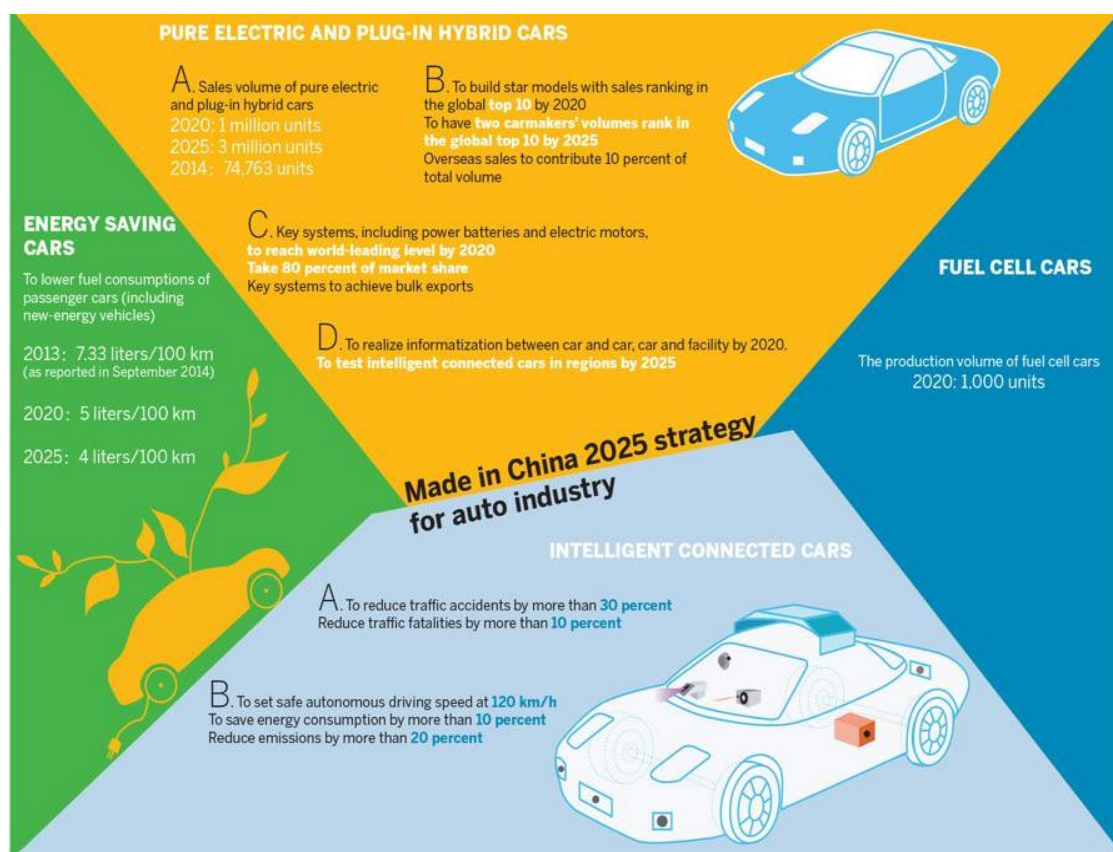 PURE ELECTRIC AND PLUG-IN HYBRID CARS
A. Sales volume of pure electric
and plug-in hybrid cars
2020: 1 million units
2025: 3 million units
2014: 74,763 units
B. To build star models with sales ranking in
the global top 10 by 2020
To have two carmakers' volumes rank in
the global top 10 by 2025
Overseas sales to contribute 10 percent of
total volume
C. Key systems, including power batteries and electric motors,
to reach world-leading level by 2020
Take 80 percent of market share
Key systems to achieve bulk exports
D. To realize informatization between car and car, car and facility by 2020.
To test intelligent connected cars in regions by 2025
ENERGY SAVING
CARS
To lower fuel consumptions of
passenger cars (including
new-energy vehicles)
2013: 7.33 liters/100 km
(as reported in September 2014)
2020: 5 liters/100 km
2025: 4 liters/100 km
FUEL CELL CARS
The production volume of fuel cell cars
2020: 1,000 units
Made in China 2025 strategy
for auto industry
INTELLIGENT CONNECTED CARS
A. To reduce traffic accidents by more than 30 percent
Reduce traffic fatalities by more than 10 percent
B. To set safe autonomous driving speed at 120 km/h
To save energy consumption by more than 10 percent
Reduce emissions by more than 20 percent